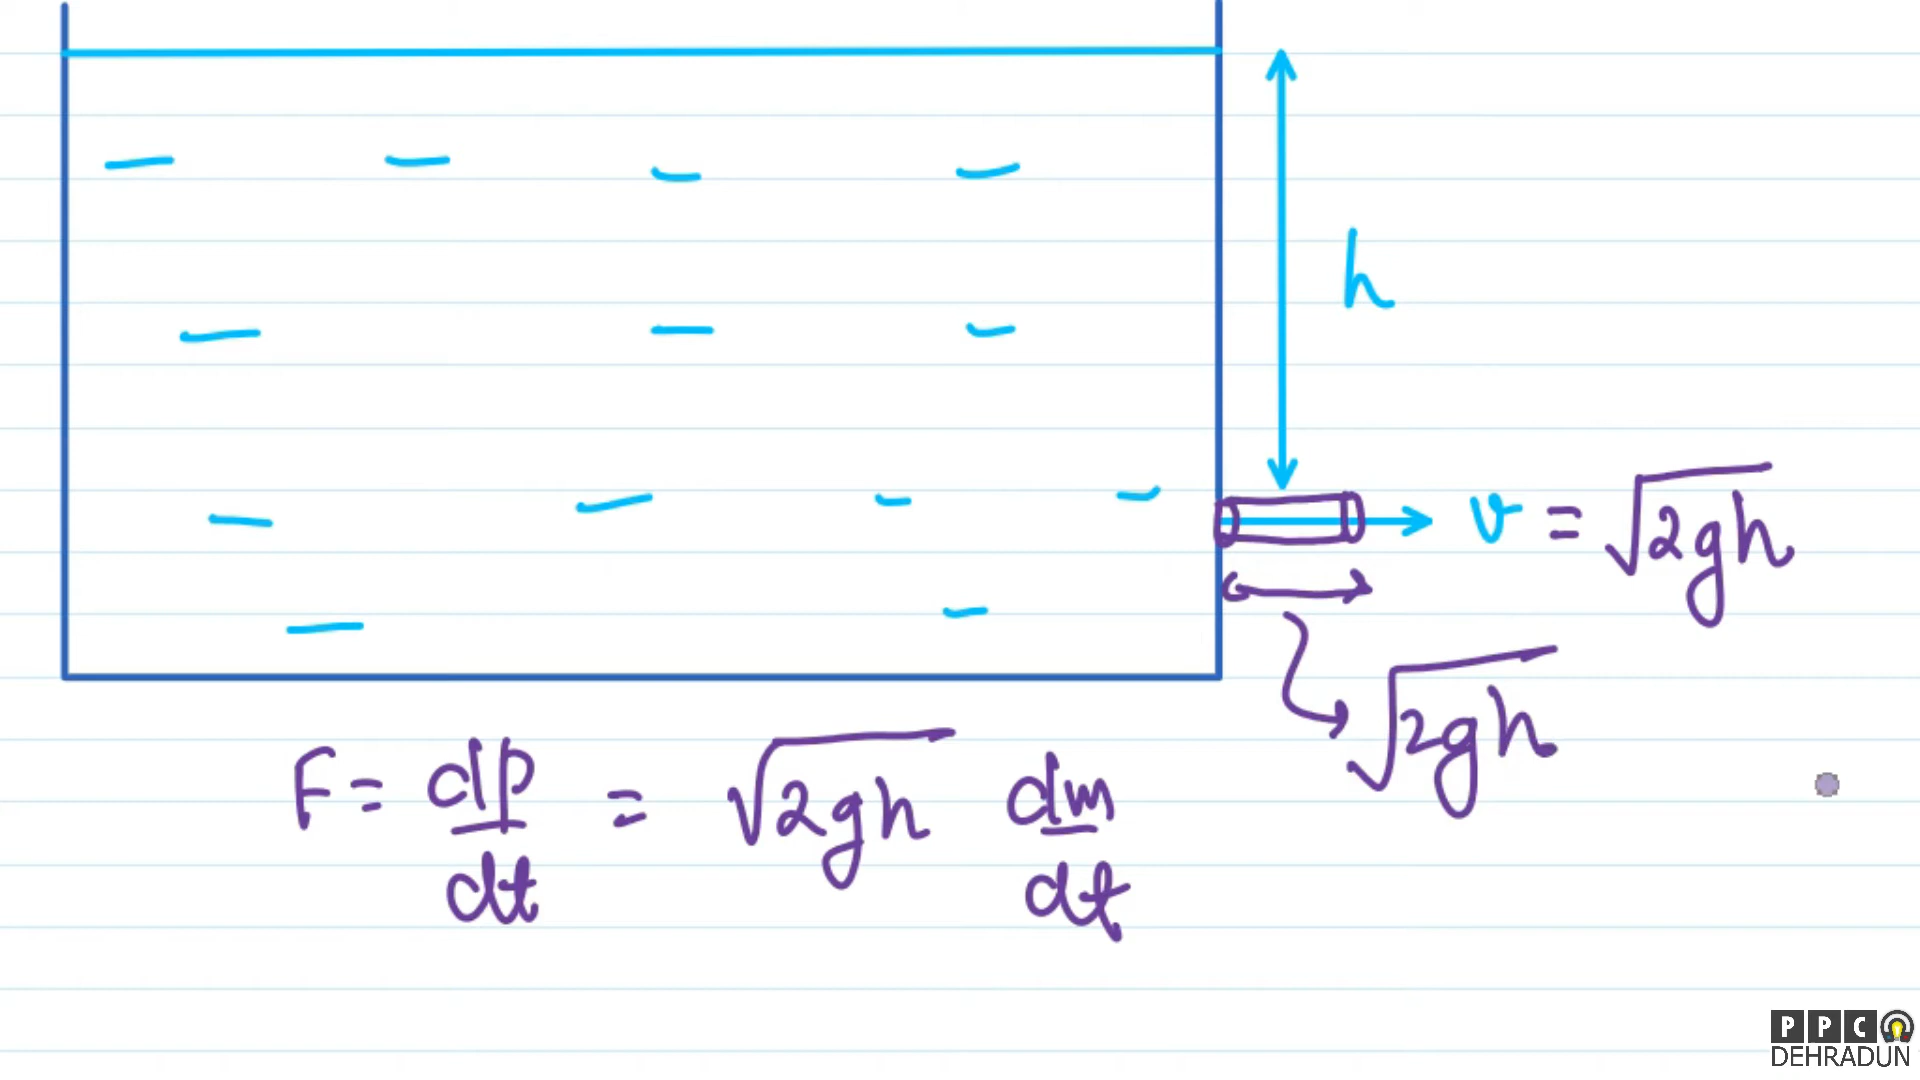 h
v = √2gh
√2gh
F = dp/dt = √2gh dm/dt
PPC
DEHRADUN